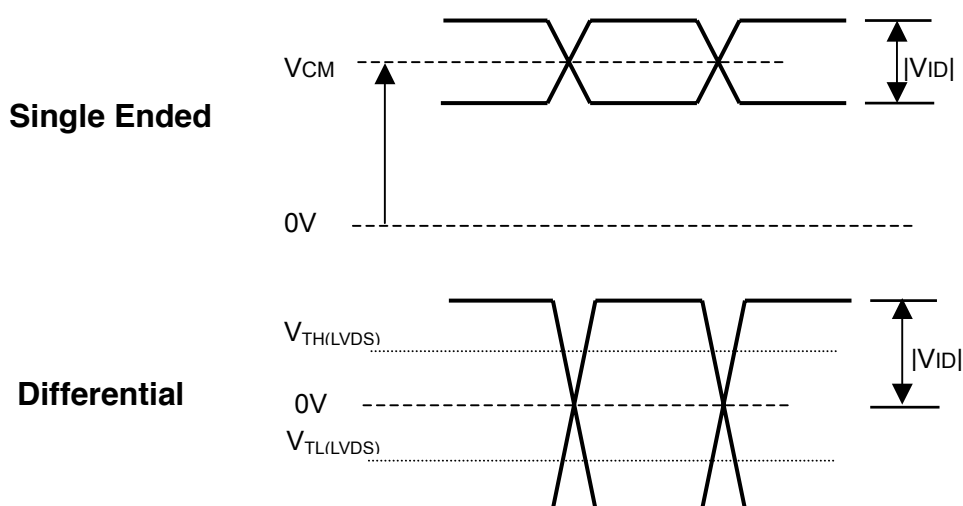 VCM
|VID|
Single Ended
0V
VTH(LVDS)
|VID|
Differential
0V
VTL(LVDS)